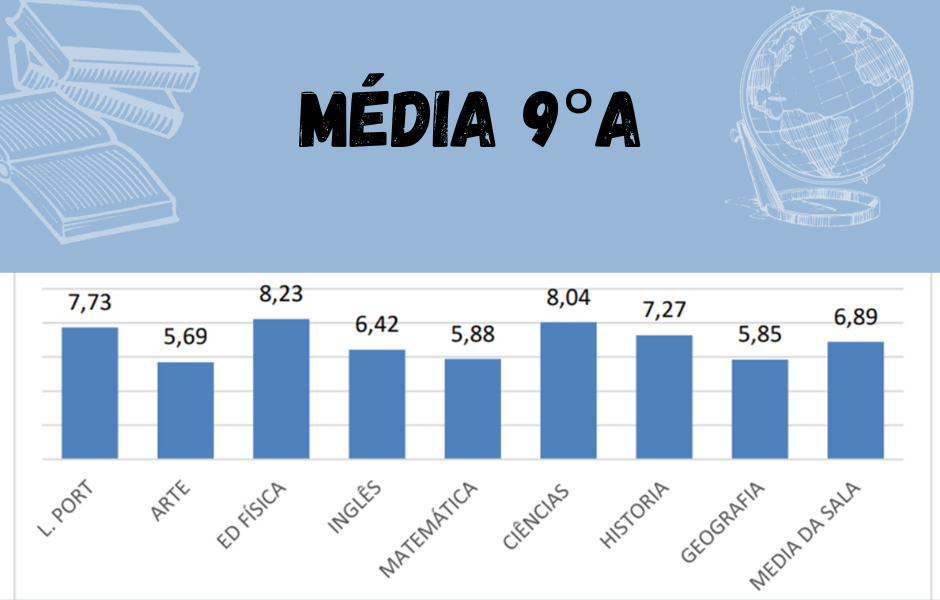 MÉDIA 9°A
7,73
5,69
8,23
6,42
5,88
8,04
7,27
5,85
6,89
L. PORT
ARTE
ED FÍSICA
INGLÊS
MATEMÁTICA
CIÊNCIAS
HISTORIA
GEOGRAFIA
MEDIA DA SALA